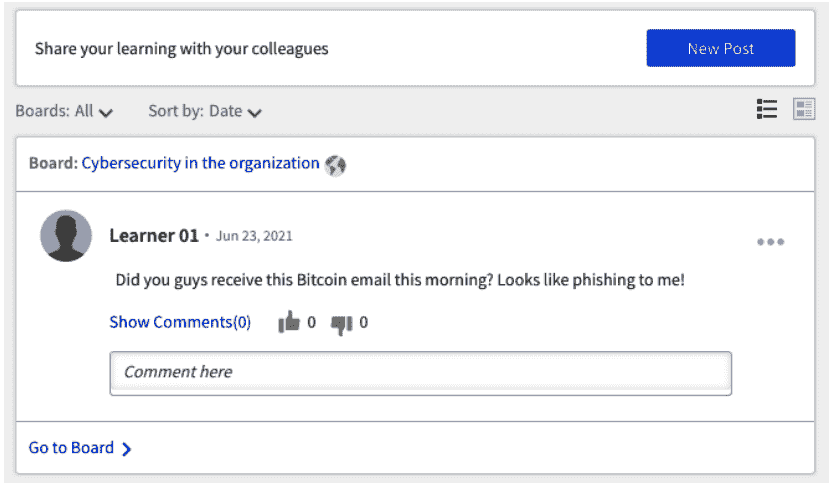 Share your learning with your colleagues
New Post
Boards: All
Sort by: Date
Board: Cybersecurity in the organization
Learner 01 • Jun 23, 2021
Did you guys receive this Bitcoin email this morning? Looks like phishing to me!
Show Comments(0) 0 0
Comment here
Go to Board